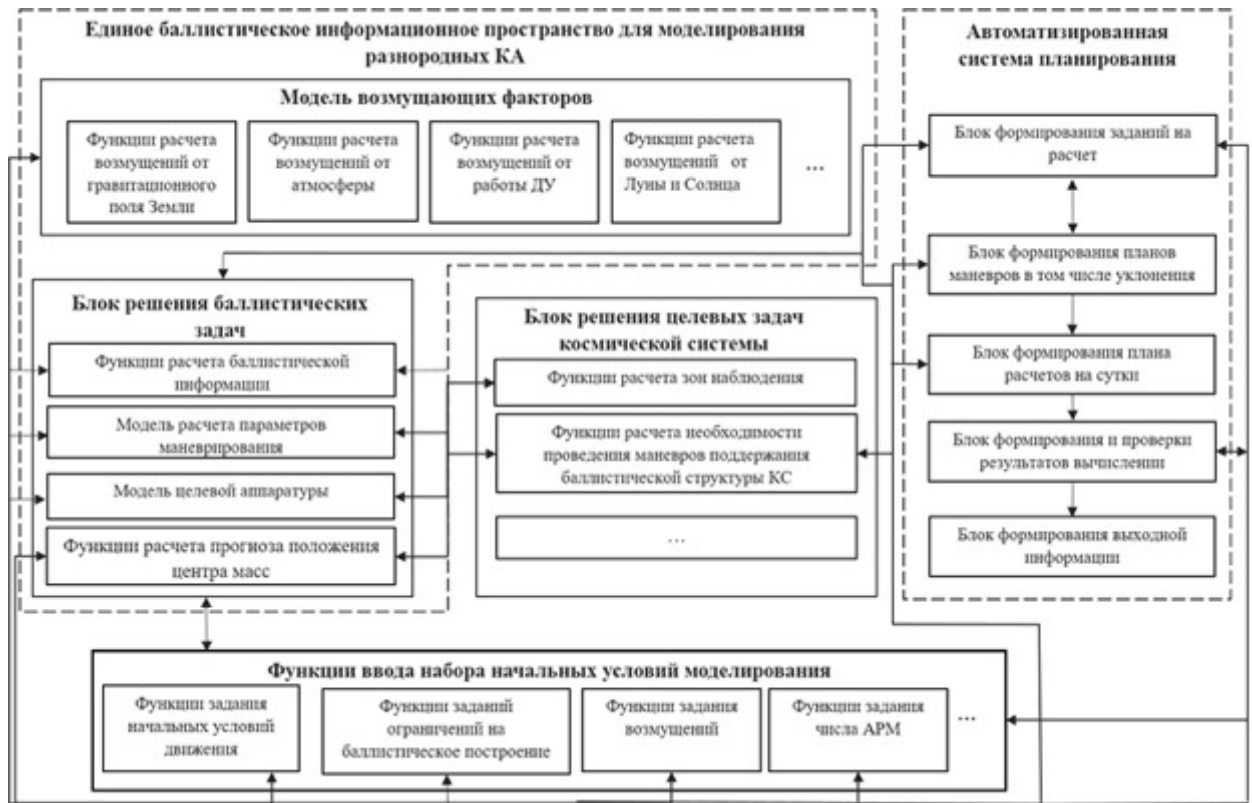 Единое баллистическое информационное пространство для моделирования
разнородных КА
Модель возмущающих факторов
Функции расчета
возмущений от
гравитационного
поля Земли
Функции расчета
возмущений от
атмосферы
Функции расчета
возмущений от
работы ДУ
Функции расчета
возмущений от
Луны и Солнца
...
Блок решения баллистических
задач
Функции расчета баллистической
информации
Модель расчета параметров
маневрирования
Модель целевой аппаратуры
Функции расчета прогноза положения
центра масс
Блок решения целевых задач
космической системы
Функции расчета зон наблюдения
Функции расчета необходимости
проведения маневров поддержания
баллистической структуры КС
...
Автоматизированная
система планирования
Блок формирования заданий на
расчет
Блок формирования планов
маневров в том числе уклонения
Блок формирования плана
расчетов на сутки
Блок формирования и проверки
результатов вычислении
Блок формирования выходной
информации
Функции ввода набора начальных условий моделирования
Функции задания
начальных условий
движения
Функции заданий
ограничений на
баллистическое построение
Функции задания
возмущений
Функции задания
числа АРМ
...